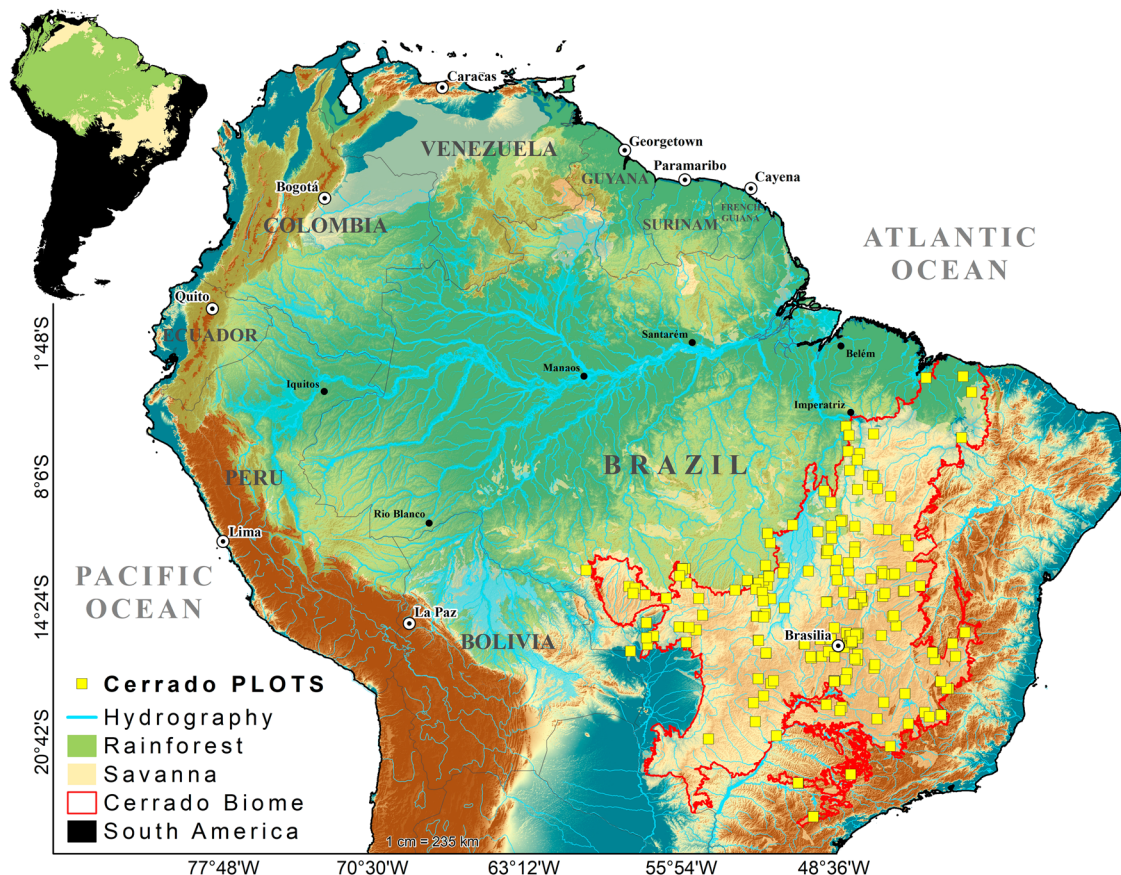 Caracas
VENEZUELA
Georgetown
Paramaribo
GUYANA
Cayena
Bogotá
FRENCH
GUIANA
COLOMBIA
SURINAM
ATLANTIC
OCEAN
Quito
ECUADOR
Santarém
Belém
Manaos
Iquitos
Imperatriz
BRAZIL
PERU
Rio Blanco
Lima
PACIFIC
OCEAN
La Paz
BOLIVIA
Brasilia
1°48'S
8°6'S
14°24'S
20°42'S
Cerrado PLOTS
Hydrography
Rainforest
Savanna
Cerrado Biome
South America
1 cm = 235 km
77°48'W 70°30'W 63°12'W 55°54'W 48°36'W